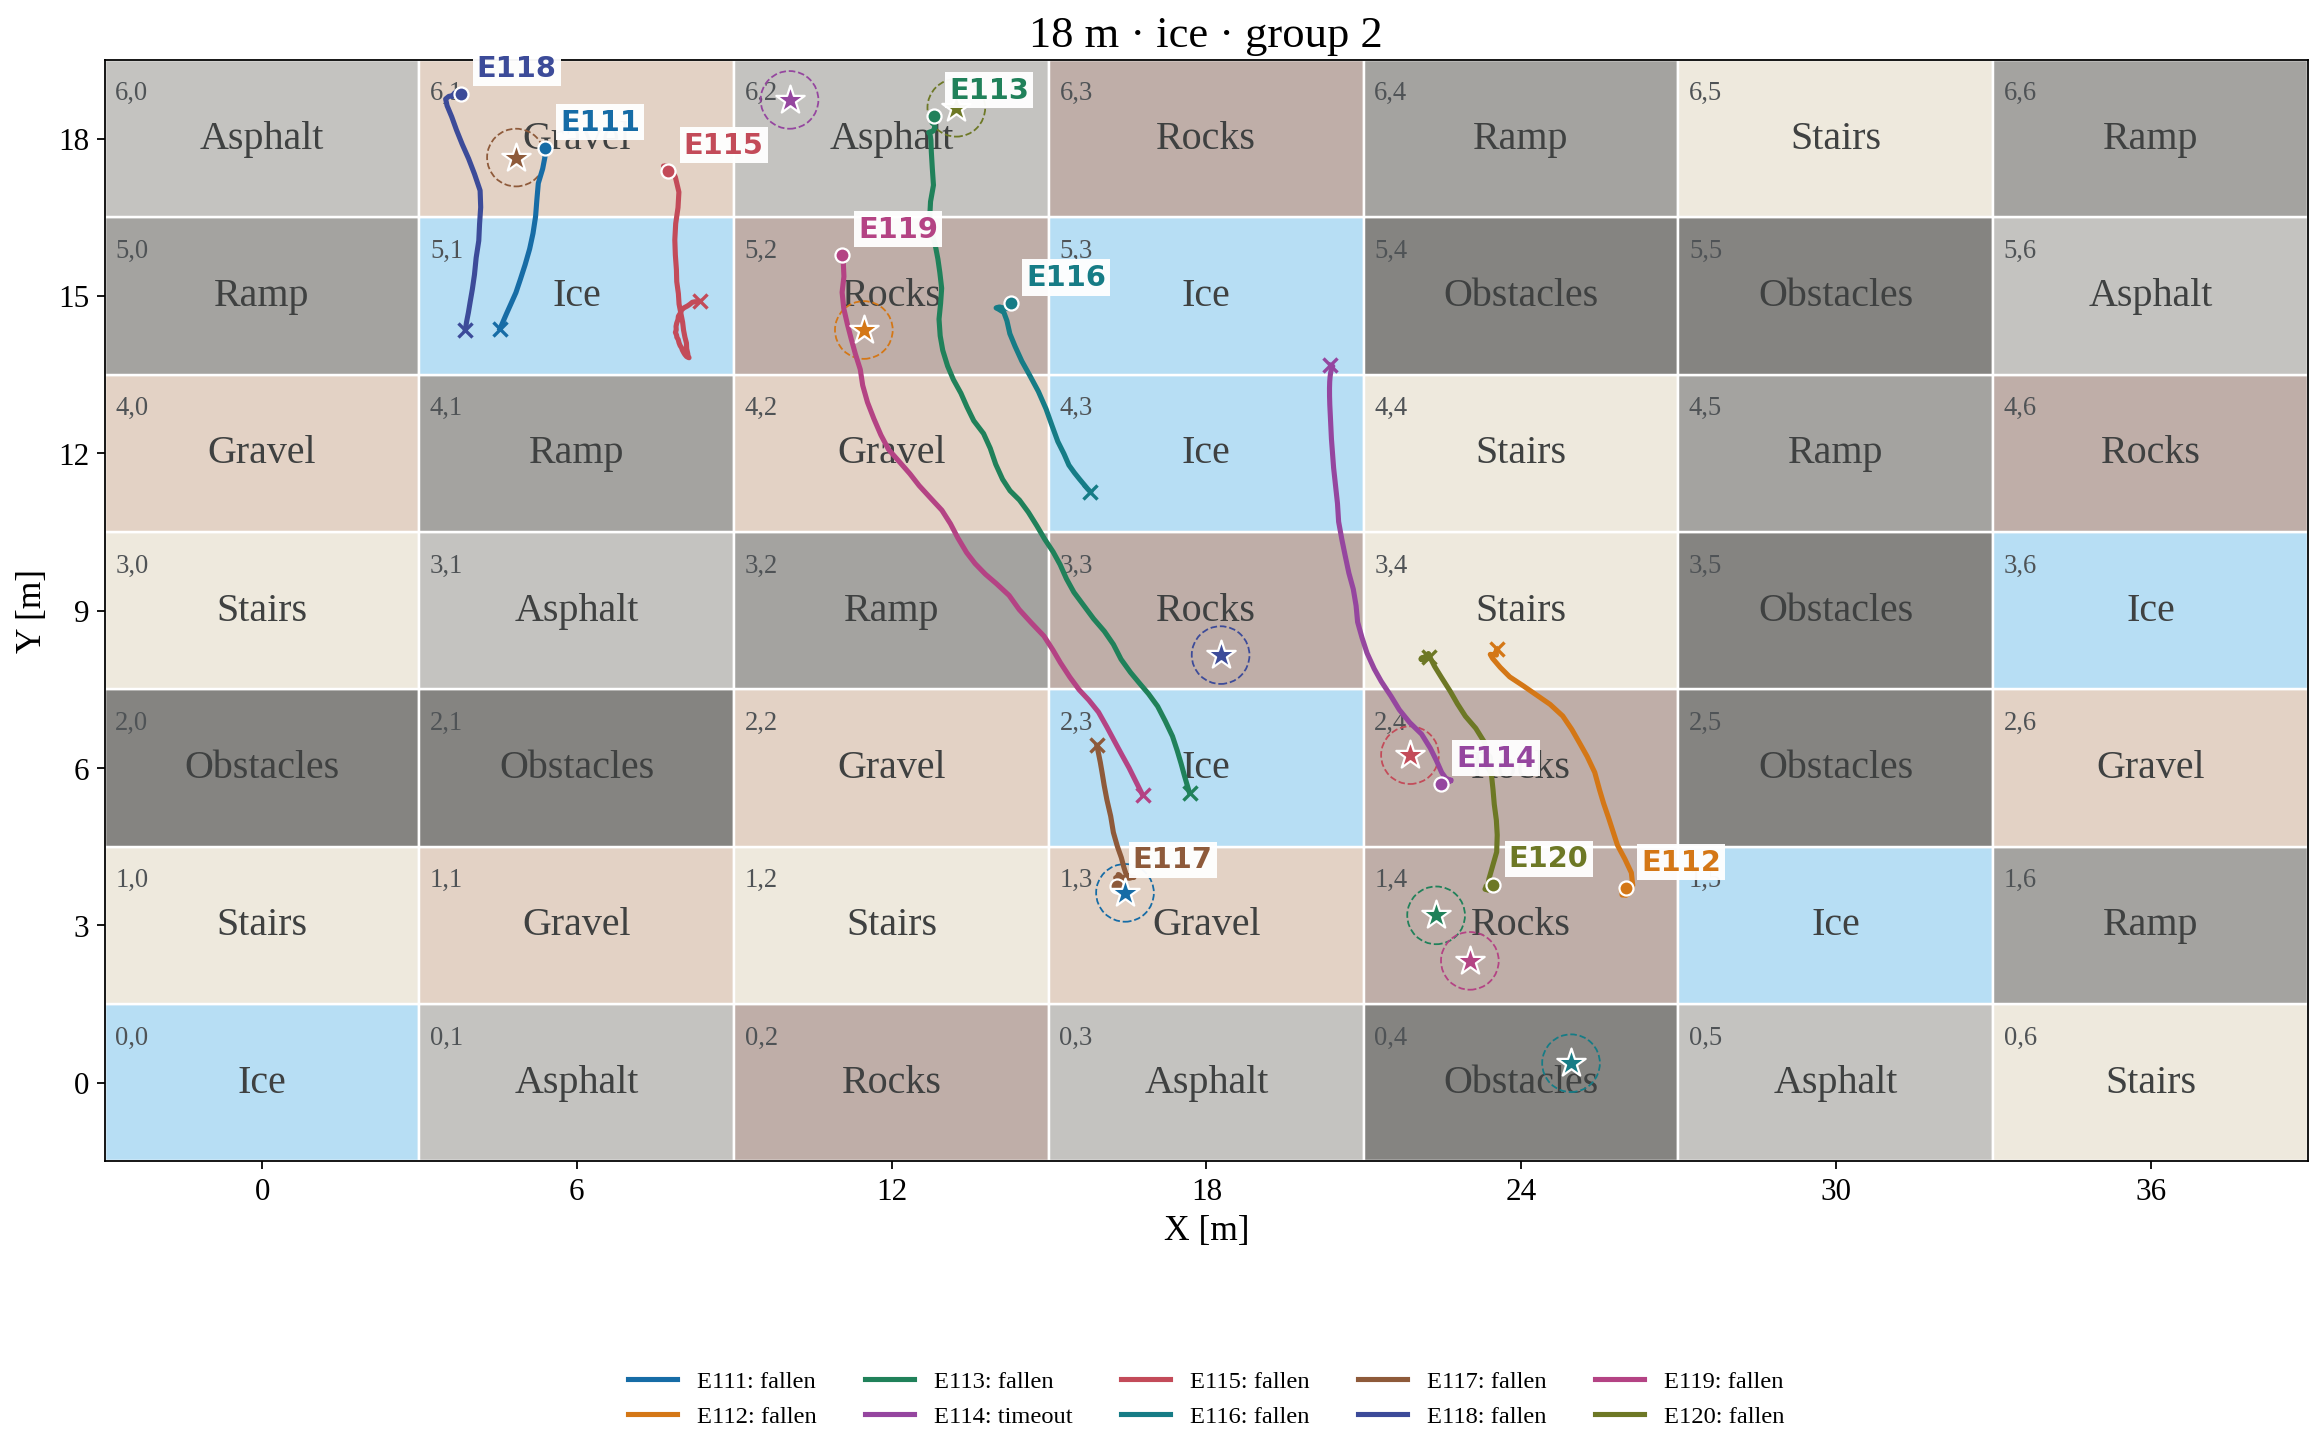 18 m · ice · group 2
E118
E113
6,0
6,1
6,2
6,3
6,4
6,5
6,6
E111
Asphalt
Gravel
E115
Asphalt
Rocks
Ramp
Stairs
Ramp
18
E119
5,0
5,1
5,2
5,3
5,4
5,5
5,6
E116
Ramp
Ice
Rocks
Ice
Obstacles
Obstacles
Asphalt
15
4,0
4,1
4,2
4,3
4,4
4,5
4,6
Gravel
Ramp
Gravel
Ice
Stairs
Ramp
Rocks
12
3,0
3,1
3,2
3,3
3,4
3,5
3,6
Stairs
Asphalt
Ramp
Rocks
Stairs
Obstacles
Ice
9
Y [m]
2,0
2,1
2,2
2,3
2,4
2,5
2,6
E114
Obstacles
Obstacles
Gravel
Ice
Rocks
Obstacles
Gravel
6
E117
E120
E112
1,0
1,1
1,2
1,3
1,4
1,5
1,6
Stairs
Gravel
Stairs
Gravel
Rocks
Ice
Ramp
3
0,0
0,1
0,2
0,3
0,4
0,5
0,6
Ice
Asphalt
Rocks
Asphalt
Obstacles
Asphalt
Stairs
0
0
6
12
18
24
30
36
X [m]
E111: fallen
E113: fallen
E115: fallen
E117: fallen
E119: fallen
E112: fallen
E114: timeout
E116: fallen
E118: fallen
E120: fallen